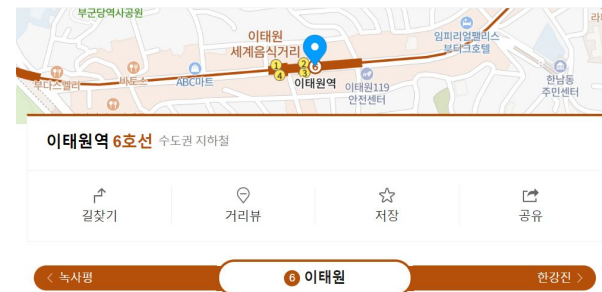 부군당역사공원
이태원
세계음식거리
임피리얼팰리스
부티크호텔
부다스벨리
바토스
ABC마트
1
2
3
4
6
이태원역
이태원119
안전센터
한남동
주민센터
이태원역 6호선 수도권 지하철
길찾기
거리뷰
저장
공유
< 녹사평
6 이태원
한강진 >